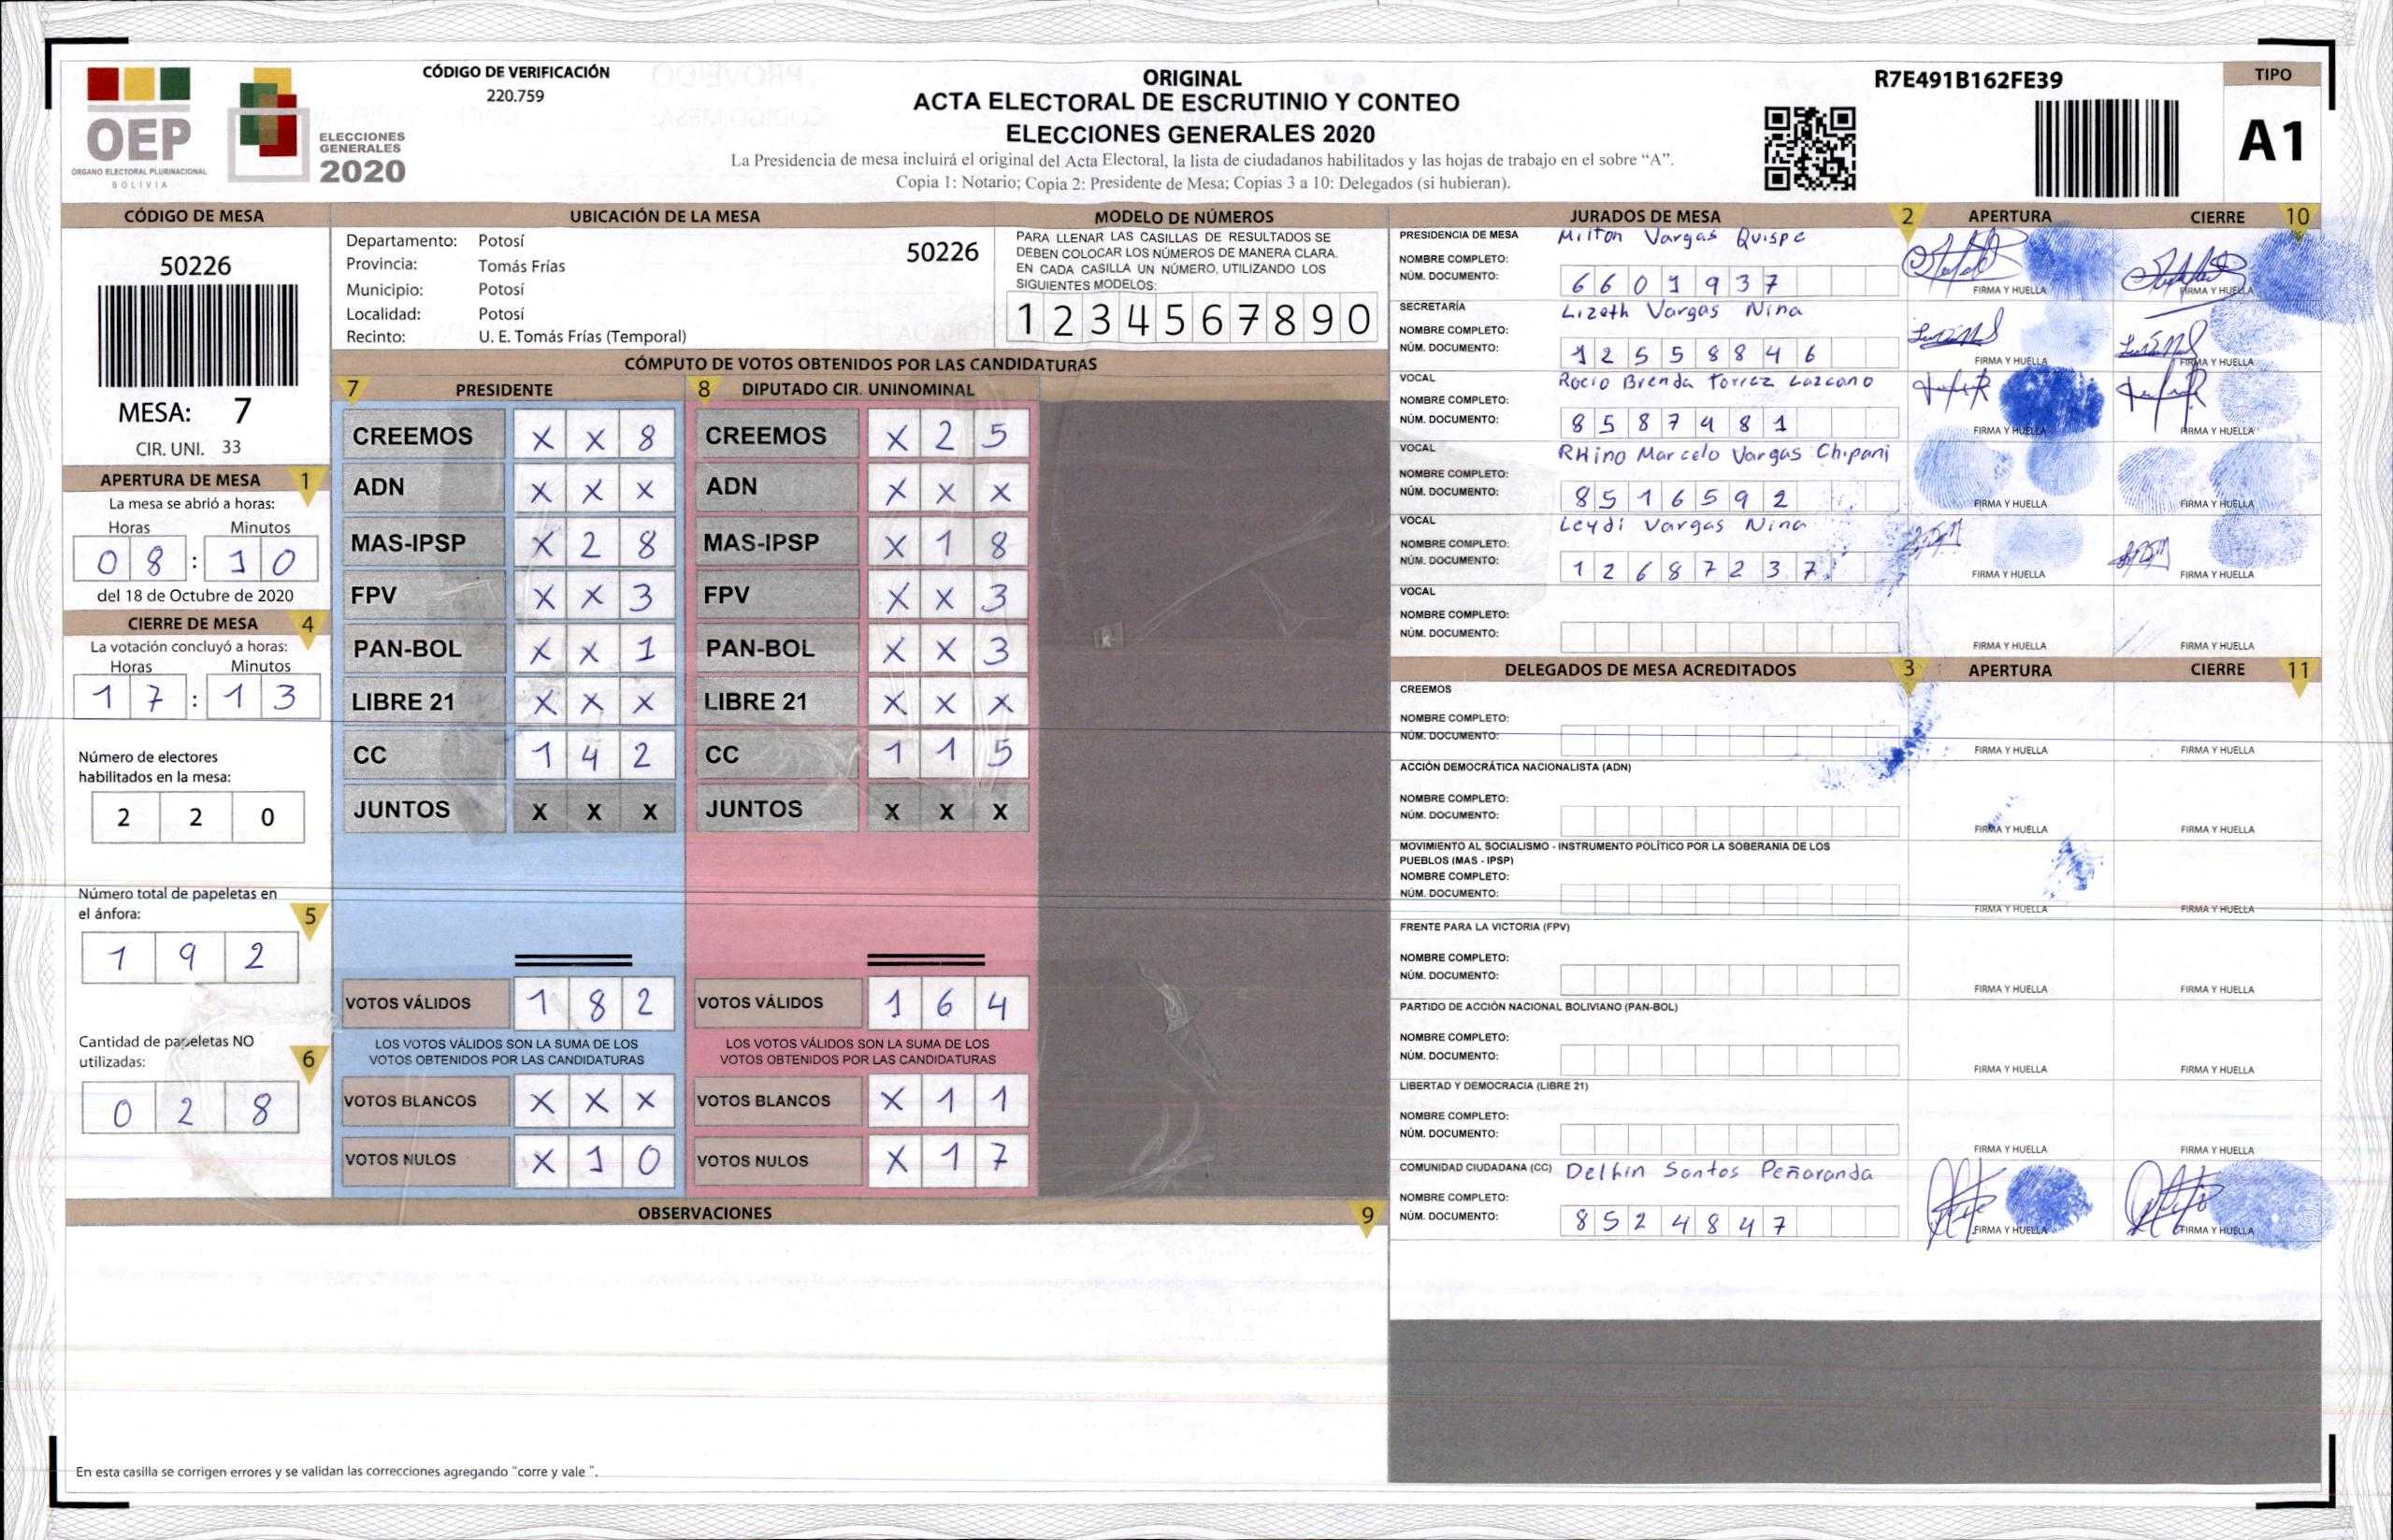 CÓDIGO DE VERIFICACIÓN
220.759
OEP
ÓRGANO ELECTORAL PLURINACIONAL
BOLIVIA
ELECCIONES
GENERALES
2020
ORIGINAL
ACTA ELECTORAL DE ESCRUTINIO Y CONTEO
ELECCIONES GENERALES 2020
La Presidencia de mesa incluirá el original del Acta Electoral, la lista de ciudadanos habilitados y las hojas de trabajo en el sobre “A”.
Copia 1: Notario; Copia 2: Presidente de Mesa; Copias 3 a 10: Delegados (si hubieran).
R7E491B162FE39
TIPO
A1
CÓDIGO DE MESA
50226
MESA: 7
CIR. UNI. 33
APERTURA DE MESA 1
La mesa se abrió a horas:
Horas Minutos
0 8 : 1 0
del 18 de Octubre de 2020
CIERRE DE MESA 4
La votación concluyó a horas:
Horas Minutos
1 7 : 1 3
Número de electores
habilitados en la mesa:
2 2 0
Número total de papeletas en
el ánfora: 5
1 9 2
Cantidad de papeletas NO
utilizadas: 6
0 2 8
UBICACIÓN DE LA MESA
Departamento: Potosí 50226
Provincia: Tomás Frías
Municipio: Potosí
Localidad: Potosí
Recinto: U. E. Tomás Frías (Temporal)
MODELO DE NÚMEROS
PARA LLENAR LAS CASILLAS DE RESULTADOS SE
DEBEN COLOCAR LOS NÚMEROS DE MANERA CLARA.
EN CADA CASILLA UN NÚMERO, UTILIZANDO LOS
SIGUIENTES MODELOS:
1 2 3 4 5 6 7 8 9 0
CÓMPUTO DE VOTOS OBTENIDOS POR LAS CANDIDATURAS
7 PRESIDENTE 8 DIPUTADO CIR. UNINOMINAL
CREEMOS X X 8 CREEMOS X 2 5
ADN X X X ADN X X X
MAS-IPSP X 2 8 MAS-IPSP X 1 8
FPV X X 3 FPV X X 3
PAN-BOL X X 1 PAN-BOL X X 3
LIBRE 21 X X X LIBRE 21 X X X
CC 1 4 2 CC 1 1 5
JUNTOS X X X JUNTOS X X X
VOTOS VÁLIDOS 1 8 2 VOTOS VÁLIDOS 1 6 4
LOS VOTOS VÁLIDOS SON LA SUMA DE LOS LOS VOTOS VÁLIDOS SON LA SUMA DE LOS
VOTOS OBTENIDOS POR LAS CANDIDATURAS VOTOS OBTENIDOS POR LAS CANDIDATURAS
VOTOS BLANCOS X X X VOTOS BLANCOS X 1 1
VOTOS NULOS X 1 0 VOTOS NULOS X 1 7
OBSERVACIONES 9
En esta casilla se corrigen errores y se validan las correcciones agregando “corre y vale ”.
JURADOS DE MESA 2 APERTURA CIERRE 10
PRESIDENCIA DE MESA Milton Vargas Quispe
NOMBRE COMPLETO:
NÚM. DOCUMENTO: 6 6 0 1 9 3 7
FIRMA Y HUELLA FIRMA Y HUELLA
SECRETARÍA Lizeth Vargas Nina
NOMBRE COMPLETO:
NÚM. DOCUMENTO: 1 2 5 5 8 8 4 6
FIRMA Y HUELLA FIRMA Y HUELLA
VOCAL Rocio Brenda Torrez Lazcano
NOMBRE COMPLETO:
NÚM. DOCUMENTO: 8 5 8 7 4 8 1
FIRMA Y HUELLA FIRMA Y HUELLA
VOCAL RHino Marcelo Vargas Chipani
NOMBRE COMPLETO:
NÚM. DOCUMENTO: 8 5 1 6 5 9 2
FIRMA Y HUELLA FIRMA Y HUELLA
VOCAL Leydi Vargas Nina
NOMBRE COMPLETO:
NÚM. DOCUMENTO: 1 2 6 8 7 2 3 7
FIRMA Y HUELLA FIRMA Y HUELLA
VOCAL
NOMBRE COMPLETO:
NÚM. DOCUMENTO:
FIRMA Y HUELLA FIRMA Y HUELLA
DELEGADOS DE MESA ACREDITADOS 3 APERTURA CIERRE 11
CREEMOS
NOMBRE COMPLETO:
NÚM. DOCUMENTO:
FIRMA Y HUELLA FIRMA Y HUELLA
ACCIÓN DEMOCRÁTICA NACIONALISTA (ADN)
NOMBRE COMPLETO:
NÚM. DOCUMENTO:
FIRMA Y HUELLA FIRMA Y HUELLA
MOVIMIENTO AL SOCIALISMO - INSTRUMENTO POLÍTICO POR LA SOBERANIA DE LOS
PUEBLOS (MAS - IPSP)
NOMBRE COMPLETO:
NÚM. DOCUMENTO:
FIRMA Y HUELLA FIRMA Y HUELLA
FRENTE PARA LA VICTORIA (FPV)
NOMBRE COMPLETO:
NÚM. DOCUMENTO:
FIRMA Y HUELLA FIRMA Y HUELLA
PARTIDO DE ACCIÓN NACIONAL BOLIVIANO (PAN-BOL)
NOMBRE COMPLETO:
NÚM. DOCUMENTO:
FIRMA Y HUELLA FIRMA Y HUELLA
LIBERTAD Y DEMOCRACIA (LIBRE 21)
NOMBRE COMPLETO:
NÚM. DOCUMENTO:
FIRMA Y HUELLA FIRMA Y HUELLA
COMUNIDAD CIUDADANA (CC) Delhin Santos Peñaranda
NOMBRE COMPLETO:
NÚM. DOCUMENTO: 8 5 2 4 8 4 7
FIRMA Y HUELLA FIRMA Y HUELLA